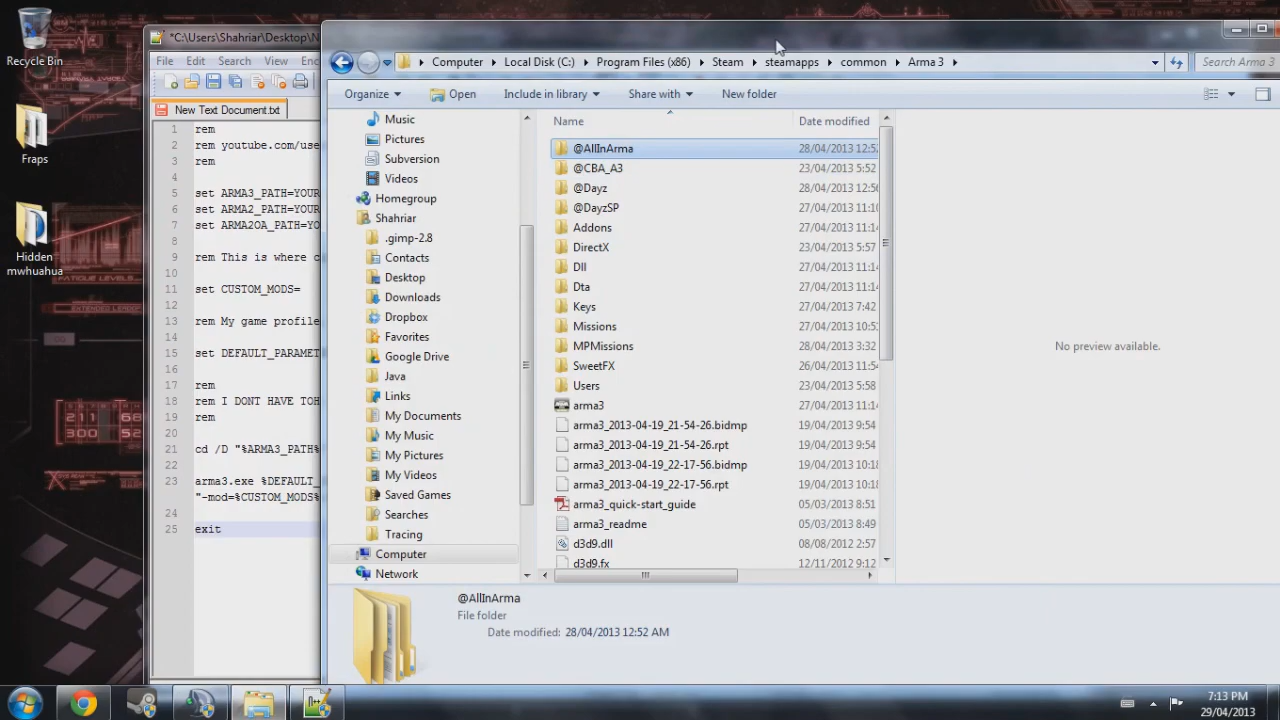 Recycle Bin
Fraps
Hidden
mwhuahua
*C:\Users\Shahriar\Desktop\N
File Edit Search View Enc
New Text Document.txt
1 rem
2 rem youtube.com/use
3 rem
4
5 set ARMA3_PATH=YOUR
6 set ARMA2_PATH=YOUR
7 set ARMA2OA_PATH=YO
8
9 rem This is where c
10
11 set CUSTOM_MODS=
12
13 rem My game profile
14
15 set DEFAULT_PARAMET
16
17 rem
18 rem I DONT HAVE TOH
19 rem
20
21 cd /D "%ARMA3_PATH%
22
23 arma3.exe %DEFAULT_
"-mod=%CUSTOM_MODS%
24
25 exit
Computer Local Disk (C:) Program Files (x86) Steam steamapps common Arma 3
Search Arma 3
Organize Open Include in library Share with New folder
Music
Pictures
Subversion
Videos
Homegroup
Shahriar
.gimp-2.8
Contacts
Desktop
Downloads
Dropbox
Favorites
Google Drive
Java
Links
My Documents
My Music
My Pictures
My Videos
Saved Games
Searches
Tracing
Computer
Network
Name Date modified
@AllInArma 28/04/2013 12:52
@CBA_A3 23/04/2013 5:52
@Dayz 28/04/2013 12:56
@DayzSP 27/04/2013 11:10
Addons 27/04/2013 11:14
DirectX 23/04/2013 5:57
Dll 27/04/2013 11:14
Dta 27/04/2013 11:14
Keys 27/04/2013 7:42
Missions 27/04/2013 10:5
MPMissions 28/04/2013 3:32
SweetFX 26/04/2013 11:54
Users 23/04/2013 5:58
arma3 27/04/2013 11:14
arma3_2013-04-19_21-54-26.bidmp 19/04/2013 9:54
arma3_2013-04-19_21-54-26.rpt 19/04/2013 9:54
arma3_2013-04-19_22-17-56.bidmp 19/04/2013 10:18
arma3_2013-04-19_22-17-56.rpt 19/04/2013 10:18
arma3_quick-start_guide 05/03/2013 8:51
arma3_readme 05/03/2013 8:49
d3d9.dll 08/08/2012 2:57
d3d9.fx 12/11/2012 9:12
No preview available.
@AllInArma
File folder
Date modified: 28/04/2013 12:52 AM
7:13 PM
29/04/2013